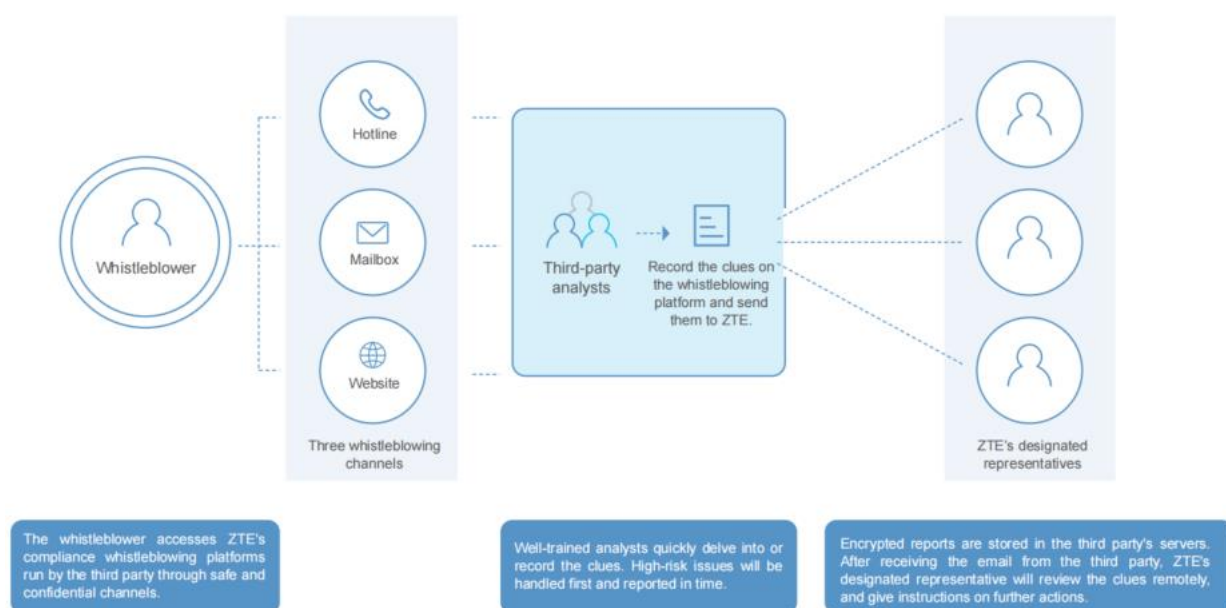 Whistleblower
Hotline
Mailbox
Website
Three whistleblowing
channels
Third-party
analysts
Record the clues on
the whistleblowing
platform and send
them to ZTE.
ZTE's designated
representatives
The whistleblower accesses ZTE's
compliance whistleblowing platforms
run by the third party through safe and
confidential channels.
Well-trained analysts quickly delve into or
record the clues. High-risk issues will be
handled first and reported in time.
Encrypted reports are stored in the third party's servers.
After receiving the email from the third party, ZTE's
designated representative will review the clues remotely,
and give instructions on further actions.